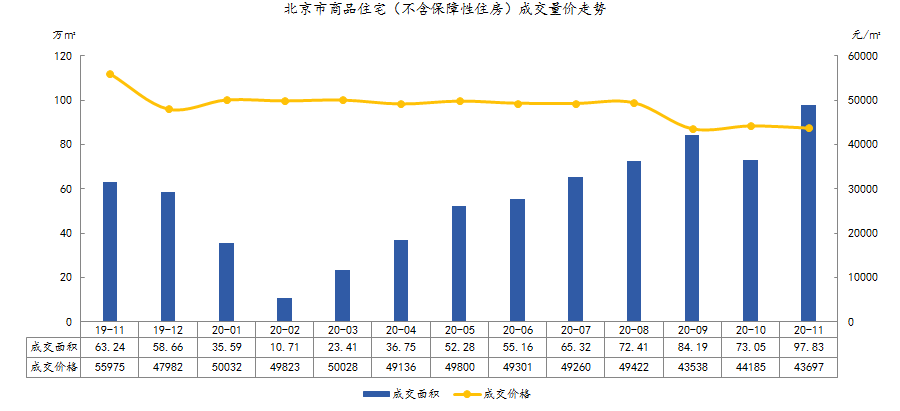 北京市商品住宅（不含保障性住房）成交量价走势
万㎡ 元/㎡
120 60000
100 50000
80 40000
60 30000
40 20000
20 10000
0 0
19-11 19-12 20-01 20-02 20-03 20-04 20-05 20-06 20-07 20-08 20-09 20-10 20-11
成交面积 63.24 58.66 35.59 10.71 23.41 36.75 52.28 55.16 65.32 72.41 84.19 73.05 97.83
成交价格 55975 47982 50032 49823 50028 49136 49800 49301 49260 49422 43538 44185 43697
成交面积 成交价格